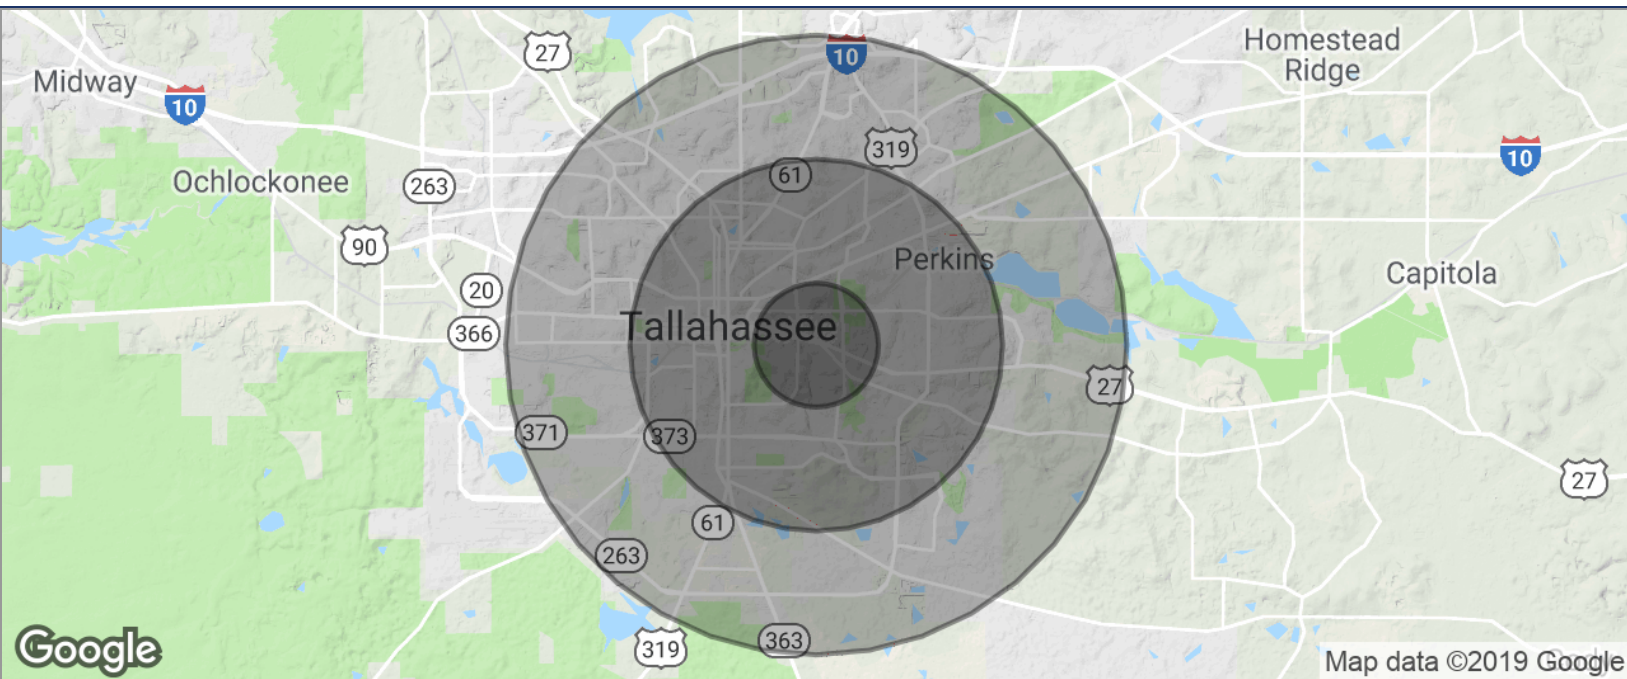 27
10
Homestead
Ridge
Midway
10
319
10
61
Ochlockonee
263
90
Perkins
Capitola
20
Tallahassee
366
27
371
373
27
61
263
363
319
Google
Map data ©2019 Google